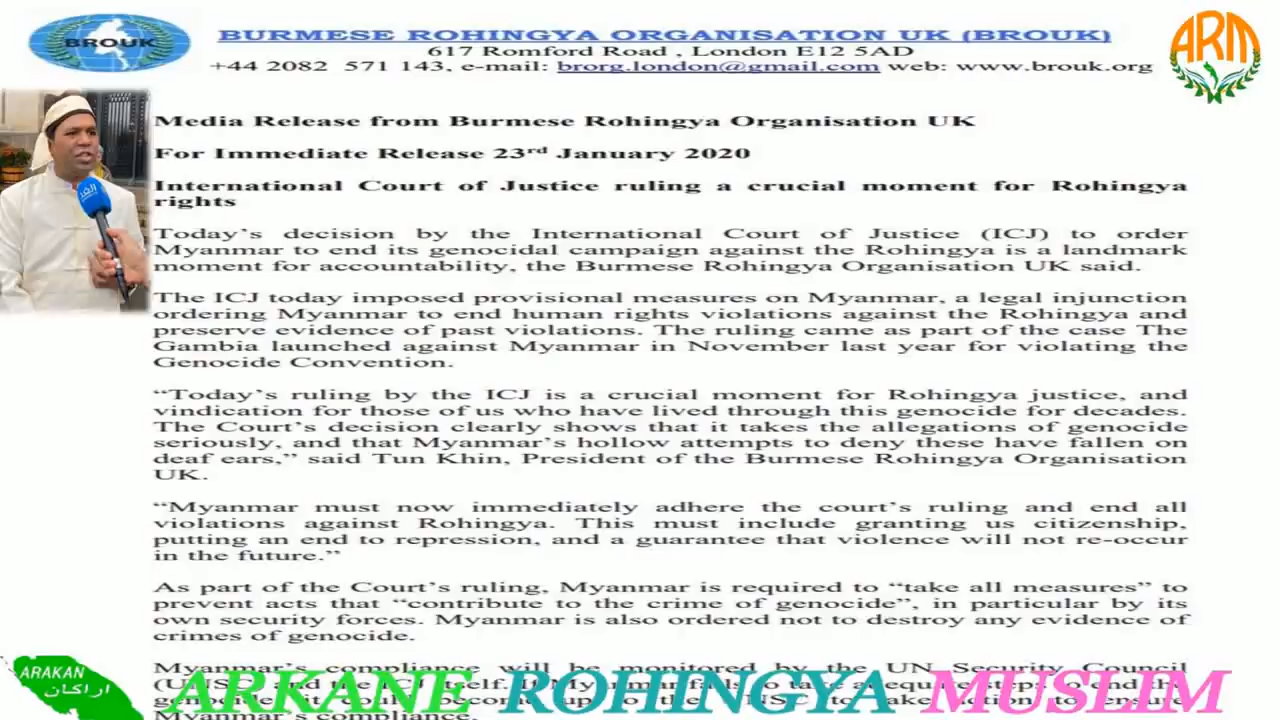 BROUK
BURMESE ROHINGYA ORGANISATION UK (BROUK)
617 Romford Road , London E12 5AD
+44 2082 571 143, e-mail: brorg.london@gmail.com web: www.brouk.org
ARM
Media Release from Burmese Rohingya Organisation UK
For Immediate Release 23rd January 2020
International Court of Justice ruling a crucial moment for Rohingya
rights
Today's decision by the International Court of Justice (ICJ) to order
Myanmar to end its genocidal campaign against the Rohingya is a landmark
moment for accountability, the Burmese Rohingya Organisation UK said.
The ICJ today imposed provisional measures on Myanmar, a legal injunction
ordering Myanmar to end human rights violations against the Rohingya and
preserve evidence of past violations. The ruling came as part of the case The
Gambia launched against Myanmar in November last year for violating the
Genocide Convention.
“Today's ruling by the ICJ is a crucial moment for Rohingya justice, and
vindication for those of us who have lived through this genocide for decades.
The Court's decision clearly shows that it takes the allegations of genocide
seriously, and that Myanmar's hollow attempts to deny these have fallen on
deaf ears,” said Tun Khin, President of the Burmese Rohingya Organisation
UK.
“Myanmar must now immediately adhere the court's ruling and end all
violations against Rohingya. This must include granting us citizenship,
putting an end to repression, and a guarantee that violence will not re-occur
in the future.”
As part of the Court's ruling, Myanmar is required to “take all measures” to
prevent acts that “contribute to the crime of genocide”, in particular by its
own security forces. Myanmar is also ordered not to destroy any evidence of
crimes of genocide.
Myanmar's compliance will be monitored by the UN Security Council
Myanmar's compliance.
ARAKAN
اراكان
ARKANE ROHINGYA MUSLIM